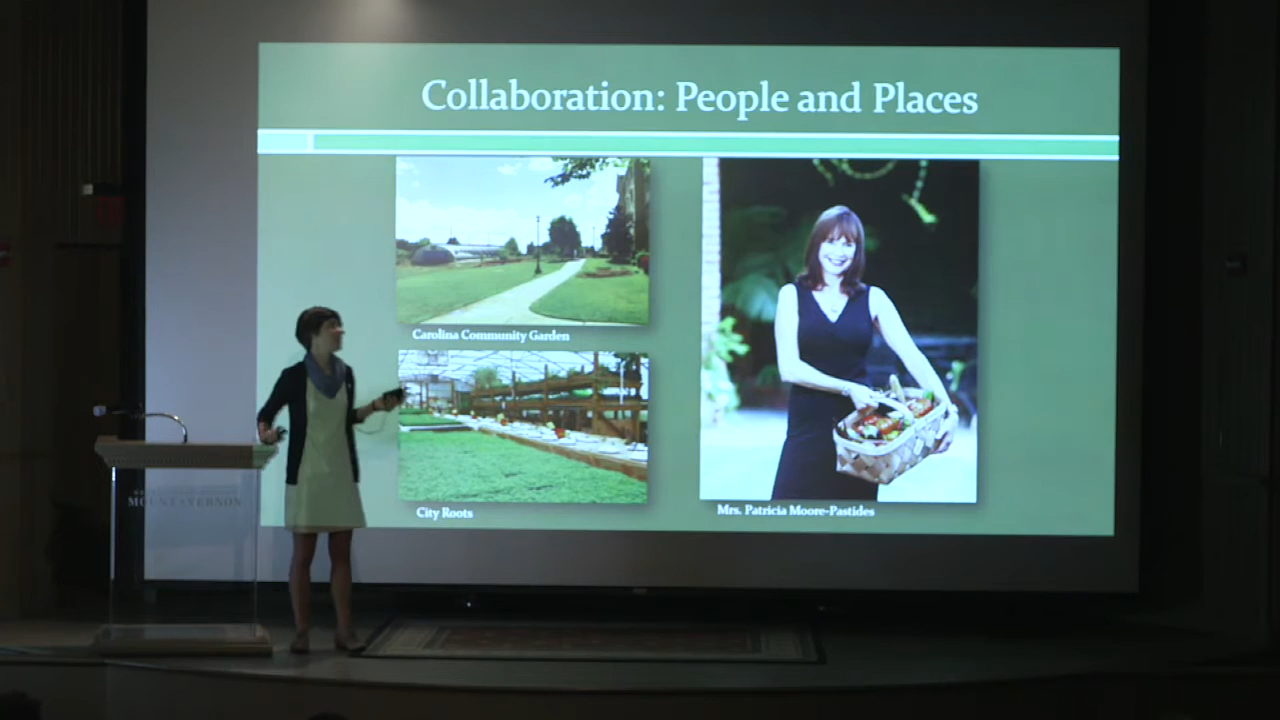 Collaboration: People and Places
Carolina Community Garden
City Roots
Mrs. Patricia Moore-Pastides
MOUNT VERNON